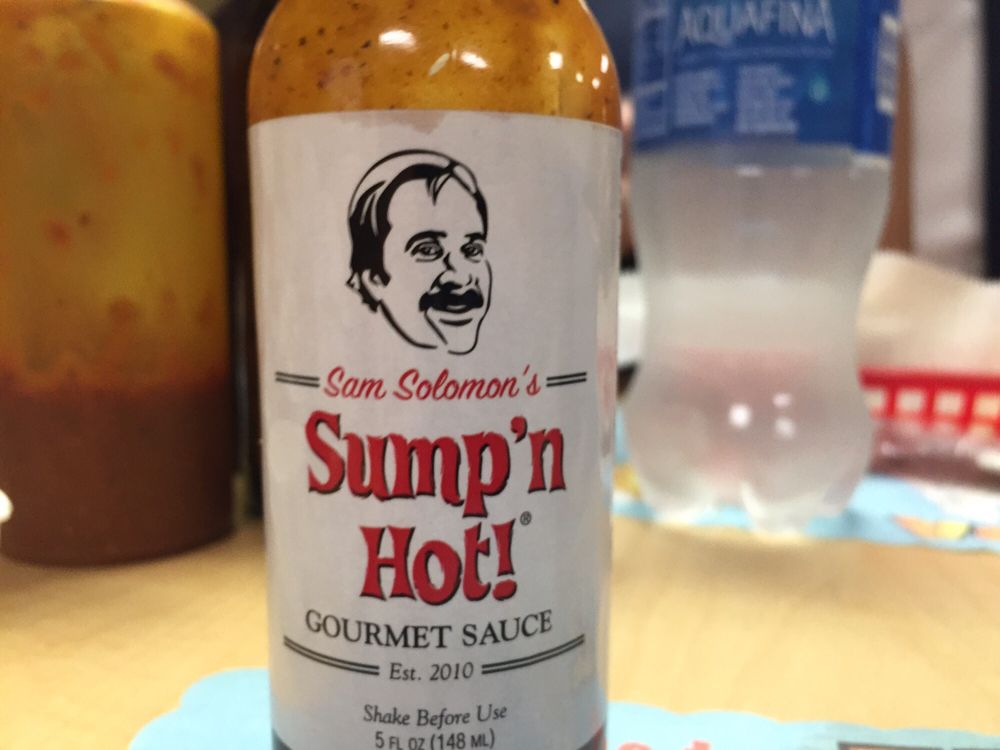 AQUAFINA
Sam Solomon's
Sump'n
Hot!®
GOURMET SAUCE
Est. 2010
Shake Before Use
5 FL OZ (148 ML)